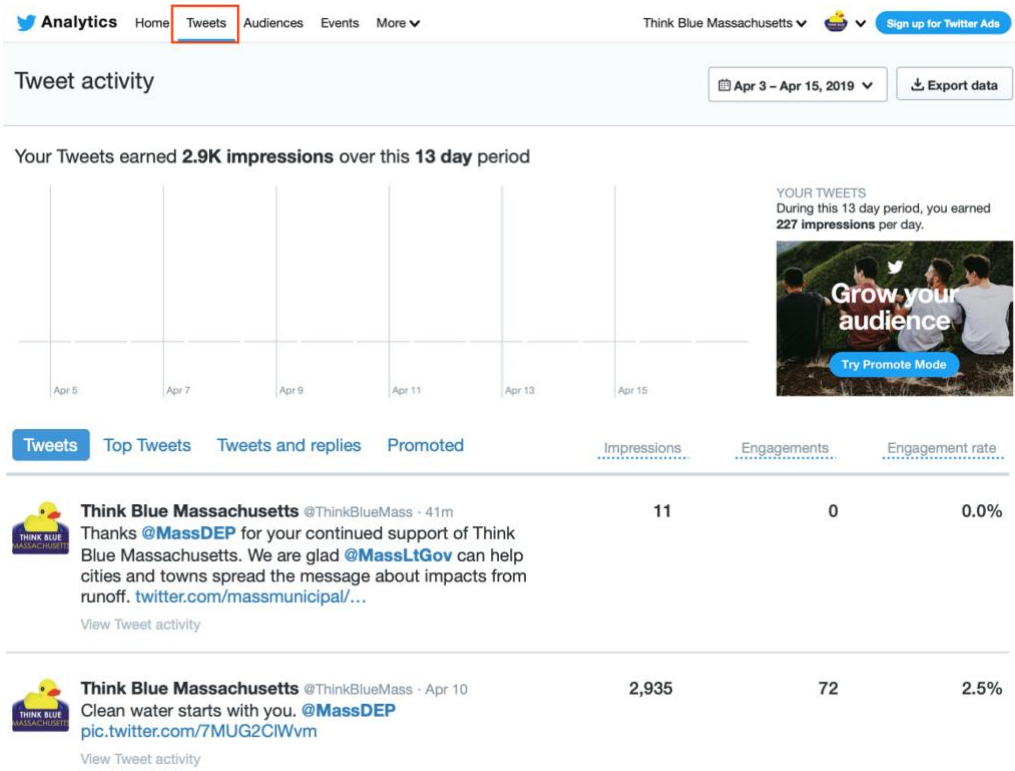 Analytics Home Tweets Audiences Events More Think Blue Massachusetts Sign up for Twitter Ads
Tweet activity
Apr 3 – Apr 15, 2019 Export data
Your Tweets earned 2.9K impressions over this 13 day period
YOUR TWEETS
During this 13 day period, you earned
227 impressions per day.
Grow your
audience
Try Promote Mode
Apr 5 Apr 7 Apr 9 Apr 11 Apr 13 Apr 15
Tweets Top Tweets Tweets and replies Promoted Impressions Engagements Engagement rate
THINK BLUE
MASSACHUSETTS
Think Blue Massachusetts @ThinkBlueMass · 41m 11 0 0.0%
Thanks @MassDEP for your continued support of Think
Blue Massachusetts. We are glad @MassLtGov can help
cities and towns spread the message about impacts from
runoff. twitter.com/massmunicipal/…
View Tweet activity
THINK BLUE
MASSACHUSETTS
Think Blue Massachusetts @ThinkBlueMass · Apr 10 2,935 72 2.5%
Clean water starts with you. @MassDEP
pic.twitter.com/7MUG2ClWvm
View Tweet activity